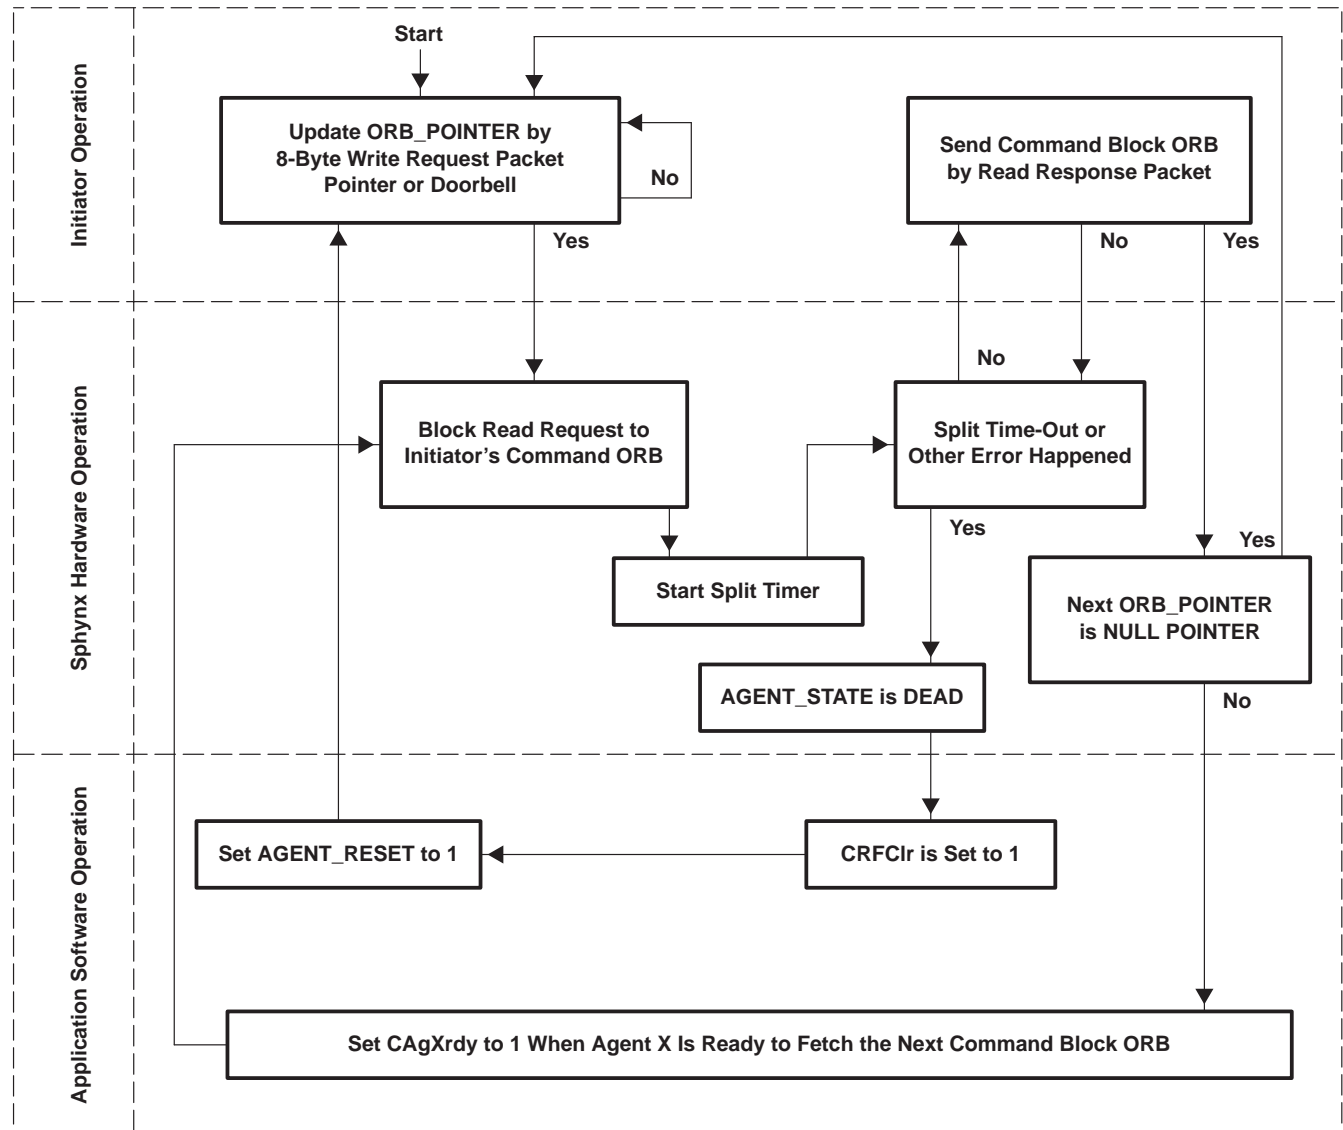 Initiator Operation
Start
Update ORB_POINTER by
8-Byte Write Request Packet
Pointer or Doorbell
No
Yes
Send Command Block ORB
by Read Response Packet
No
Yes
Sphynx Hardware Operation
Block Read Request to
Initiator's Command ORB
No
Split Time-Out or
Other Error Happened
Yes
Start Split Timer
Yes
Next ORB_POINTER
is NULL POINTER
No
AGENT_STATE is DEAD
Application Software Operation
Set AGENT_RESET to 1
CRFClr is Set to 1
Set CAgXrdy to 1 When Agent X Is Ready to Fetch the Next Command Block ORB